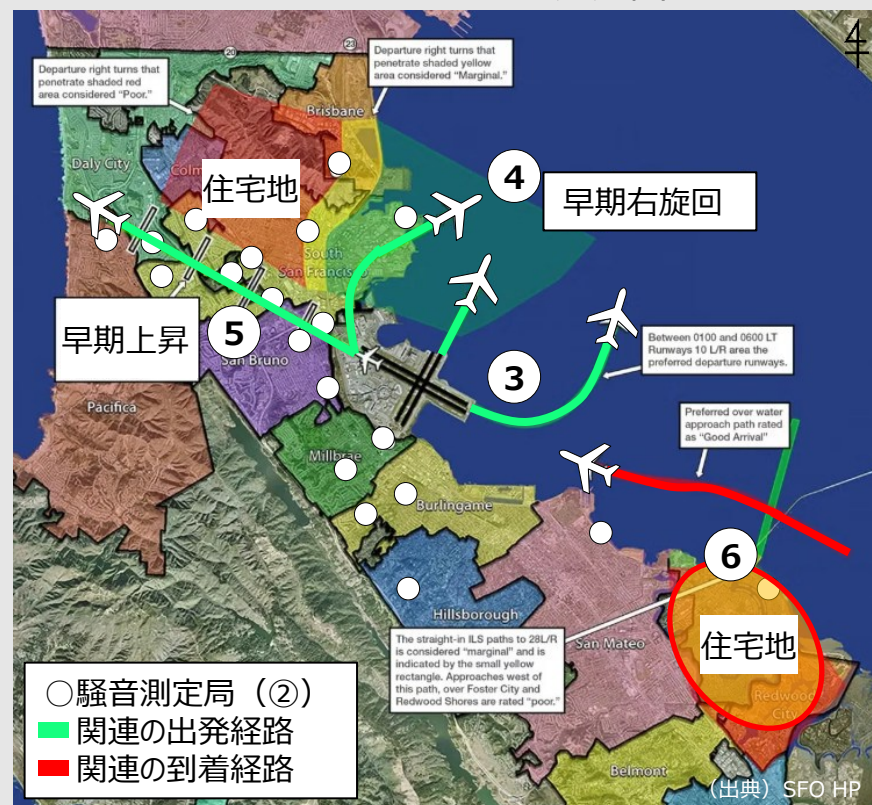 20
23
Departure right turns that
penetrate shaded red
area considered “Poor.”
Departure right turns that
penetrate shaded yellow
area considered “Marginal.”
Brisbane
Daly City
Colm
住宅地
④
早期右旋回
South
San Francisco
早期上昇
⑤
San Bruno
③
Between 0100 and 0600 LT
Runways 10 L/R area the
preferred departure runways.
Pacifica
Preferred over water
approach path rated
as “Good Arrival”
Millbrae
Burlingame
⑥
Hillsborough
San Mateo
住宅地
The straight-in ILS paths to 28L/R
is considered “marginal” and is
indicated by the small yellow
rectangle. Approaches west of
this path, over Foster City and
Redwood Shores are rated “poor.”
Redwood
City
Belmont
○騒音測定局（②）
関連の出発経路
関連の到着経路
（出典）SFO HP